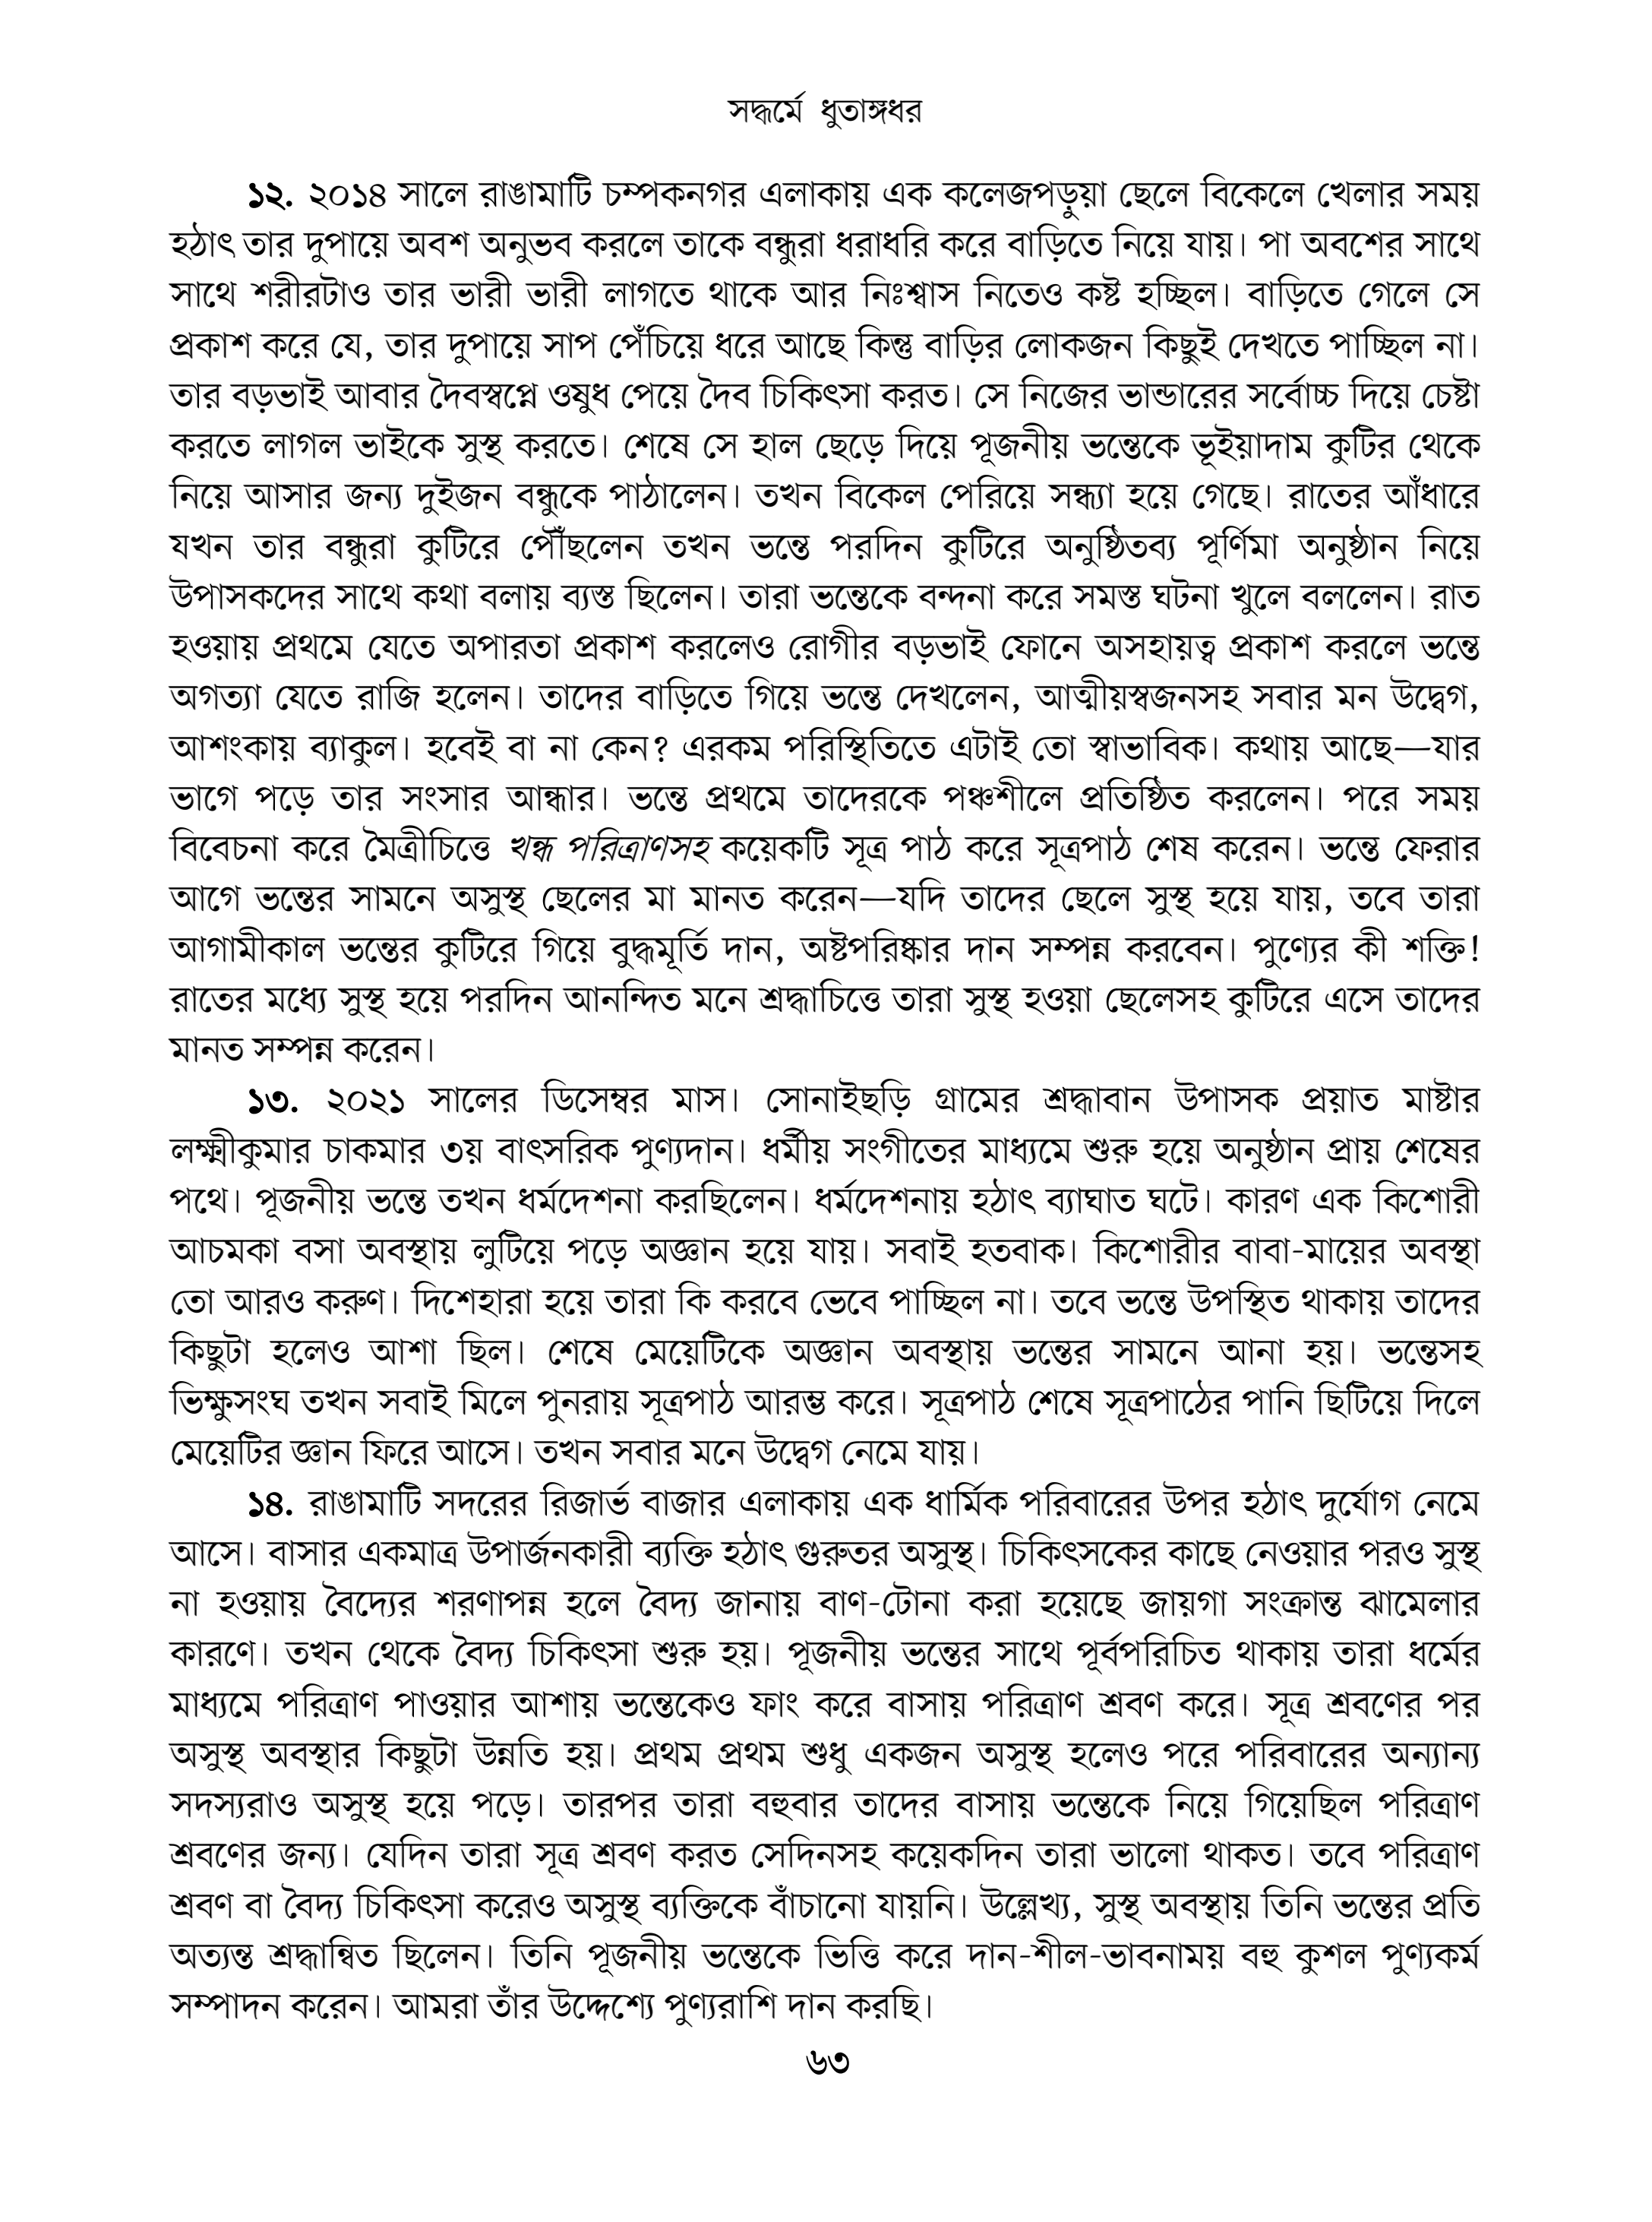 সদ্ধর্মে ধুতাঙ্গধর
১২. ২০১৪ সালে রাঙামাটি চম্পকনগর এলাকায় এক কলেজপড়ুয়া ছেলে বিকেলে খেলার সময়
হঠাৎ তার দুপায়ে অবশ অনুভব করলে তাকে বন্ধুরা ধরাধরি করে বাড়িতে নিয়ে যায়। পা অবশের সাথে
সাথে শরীরটাও তার ভারী ভারী লাগতে থাকে আর নিঃশ্বাস নিতেও কষ্ট হচ্ছিল। বাড়িতে গেলে সে
প্রকাশ করে যে, তার দুপায়ে সাপ পেঁচিয়ে ধরে আছে কিন্তু বাড়ির লোকজন কিছুই দেখতে পাচ্ছিল না।
তার বড়ভাই আবার দৈবস্বপ্নে ওষুধ পেয়ে দৈব চিকিৎসা করত। সে নিজের ভান্ডারের সর্বোচ্চ দিয়ে চেষ্টা
করতে লাগল ভাইকে সুস্থ করতে। শেষে সে হাল ছেড়ে দিয়ে পূজনীয় ভন্তেকে ভূইয়াদাম কুটির থেকে
নিয়ে আসার জন্য দুইজন বন্ধুকে পাঠালেন। তখন বিকেল পেরিয়ে সন্ধ্যা হয়ে গেছে। রাতের আঁধারে
যখন তার বন্ধুরা কুটিরে পৌঁছলেন তখন ভন্তে পরদিন কুটিরে অনুষ্ঠিতব্য পূর্ণিমা অনুষ্ঠান নিয়ে
উপাসকদের সাথে কথা বলায় ব্যস্ত ছিলেন। তারা ভন্তেকে বন্দনা করে সমস্ত ঘটনা খুলে বললেন। রাত
হওয়ায় প্রথমে যেতে অপারতা প্রকাশ করলেও রোগীর বড়ভাই ফোনে অসহায়ত্ব প্রকাশ করলে ভন্তে
অগত্যা যেতে রাজি হলেন। তাদের বাড়িতে গিয়ে ভন্তে দেখলেন, আত্মীয়স্বজনসহ সবার মন উদ্বেগ,
আশংকায় ব্যাকুল। হবেই বা না কেন? এরকম পরিস্থিতিতে এটাই তো স্বাভাবিক। কথায় আছে—যার
ভাগে পড়ে তার সংসার আন্ধার। ভন্তে প্রথমে তাদেরকে পঞ্চশীলে প্রতিষ্ঠিত করলেন। পরে সময়
বিবেচনা করে মৈত্রীচিত্তে খন্ধ পরিত্রাণসহ কয়েকটি সূত্র পাঠ করে সূত্রপাঠ শেষ করেন। ভন্তে ফেরার
আগে ভন্তের সামনে অসুস্থ ছেলের মা মানত করেন—যদি তাদের ছেলে সুস্থ হয়ে যায়, তবে তারা
আগামীকাল ভন্তের কুটিরে গিয়ে বুদ্ধমূর্তি দান, অষ্টপরিষ্কার দান সম্পন্ন করবেন। পুণ্যের কী শক্তি!
রাতের মধ্যে সুস্থ হয়ে পরদিন আনন্দিত মনে শ্রদ্ধাচিত্তে তারা সুস্থ হওয়া ছেলেসহ কুটিরে এসে তাদের
মানত সম্পন্ন করেন।
১৩. ২০২১ সালের ডিসেম্বর মাস। সোনাইছড়ি গ্রামের শ্রদ্ধাবান উপাসক প্রয়াত মাষ্টার
লক্ষ্মীকুমার চাকমার ৩য় বাৎসরিক পুণ্যদান। ধর্মীয় সংগীতের মাধ্যমে শুরু হয়ে অনুষ্ঠান প্রায় শেষের
পথে। পূজনীয় ভন্তে তখন ধর্মদেশনা করছিলেন। ধর্মদেশনায় হঠাৎ ব্যাঘাত ঘটে। কারণ এক কিশোরী
আচমকা বসা অবস্থায় লুটিয়ে পড়ে অজ্ঞান হয়ে যায়। সবাই হতবাক। কিশোরীর বাবা-মায়ের অবস্থা
তো আরও করুণ। দিশেহারা হয়ে তারা কি করবে ভেবে পাচ্ছিল না। তবে ভন্তে উপস্থিত থাকায় তাদের
কিছুটা হলেও আশা ছিল। শেষে মেয়েটিকে অজ্ঞান অবস্থায় ভন্তের সামনে আনা হয়। ভন্তেসহ
ভিক্ষুসংঘ তখন সবাই মিলে পুনরায় সূত্রপাঠ আরম্ভ করে। সূত্রপাঠ শেষে সূত্রপাঠের পানি ছিটিয়ে দিলে
মেয়েটির জ্ঞান ফিরে আসে। তখন সবার মনে উদ্বেগ নেমে যায়।
১৪. রাঙামাটি সদরের রিজার্ভ বাজার এলাকায় এক ধার্মিক পরিবারের উপর হঠাৎ দুর্যোগ নেমে
আসে। বাসার একমাত্র উপার্জনকারী ব্যক্তি হঠাৎ গুরুতর অসুস্থ। চিকিৎসকের কাছে নেওয়ার পরও সুস্থ
না হওয়ায় বৈদ্যের শরণাপন্ন হলে বৈদ্য জানায় বাণ-টোনা করা হয়েছে জায়গা সংক্রান্ত ঝামেলার
কারণে। তখন থেকে বৈদ্য চিকিৎসা শুরু হয়। পূজনীয় ভন্তের সাথে পূর্বপরিচিত থাকায় তারা ধর্মের
মাধ্যমে পরিত্রাণ পাওয়ার আশায় ভন্তেকেও ফাং করে বাসায় পরিত্রাণ শ্রবণ করে। সূত্র শ্রবণের পর
অসুস্থ অবস্থার কিছুটা উন্নতি হয়। প্রথম প্রথম শুধু একজন অসুস্থ হলেও পরে পরিবারের অন্যান্য
সদস্যরাও অসুস্থ হয়ে পড়ে। তারপর তারা বহুবার তাদের বাসায় ভন্তেকে নিয়ে গিয়েছিল পরিত্রাণ
শ্রবণের জন্য। যেদিন তারা সূত্র শ্রবণ করত সেদিনসহ কয়েকদিন তারা ভালো থাকত। তবে পরিত্রাণ
শ্রবণ বা বৈদ্য চিকিৎসা করেও অসুস্থ ব্যক্তিকে বাঁচানো যায়নি। উল্লেখ্য, সুস্থ অবস্থায় তিনি ভন্তের প্রতি
অত্যন্ত শ্রদ্ধান্বিত ছিলেন। তিনি পূজনীয় ভন্তেকে ভিত্তি করে দান-শীল-ভাবনাময় বহু কুশল পুণ্যকর্ম
সম্পাদন করেন। আমরা তাঁর উদ্দেশ্যে পুণ্যরাশি দান করছি।
৬৩